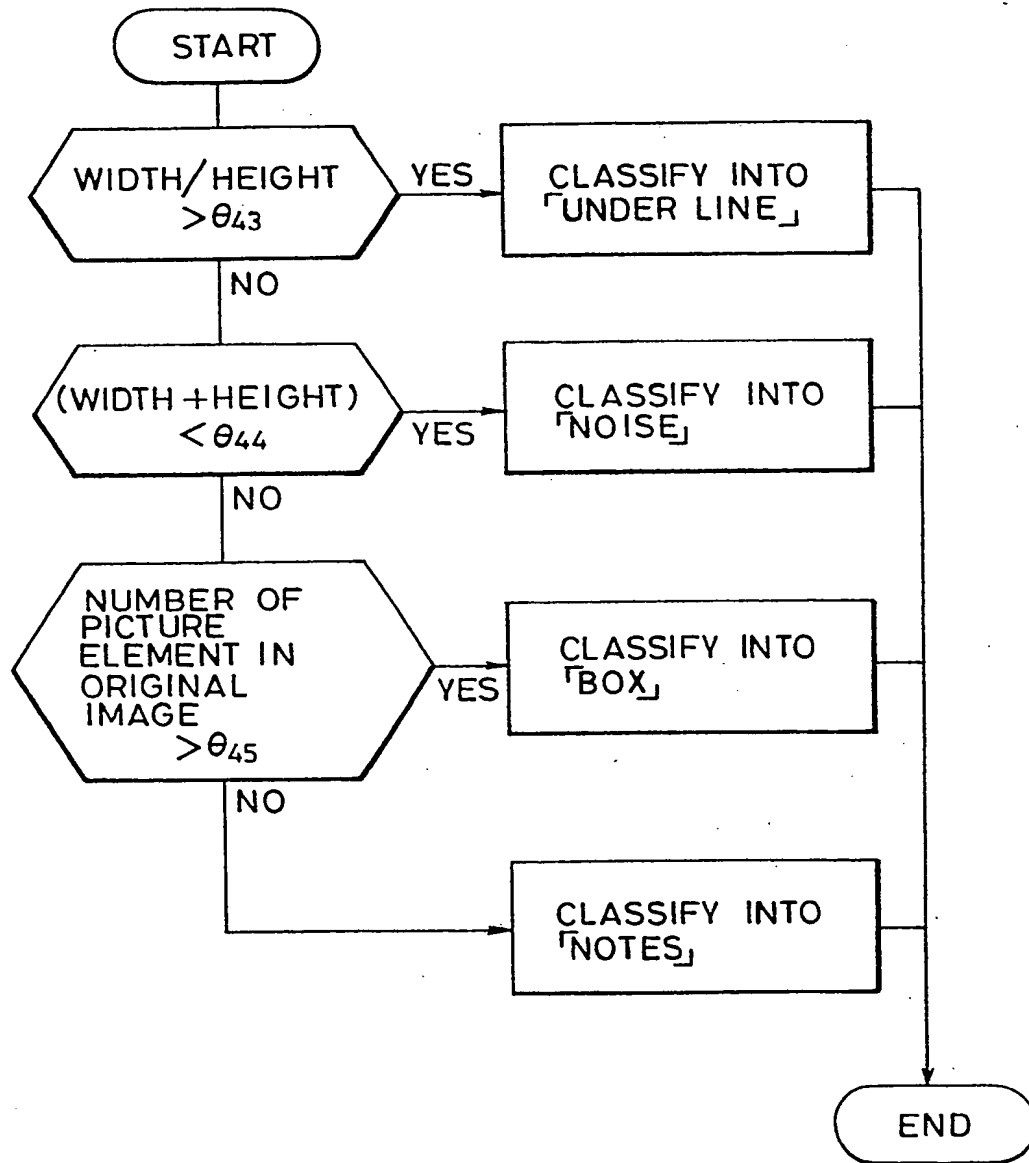 START
WIDTH/HEIGHT
>θ43
YES
CLASSIFY INTO
「UNDER LINE」
NO
(WIDTH+HEIGHT)
<θ44
YES
CLASSIFY INTO
「NOISE」
NO
NUMBER OF
PICTURE
ELEMENT IN
ORIGINAL
IMAGE
>θ45
YES
CLASSIFY INTO
「BOX」
NO
CLASSIFY INTO
「NOTES」
END